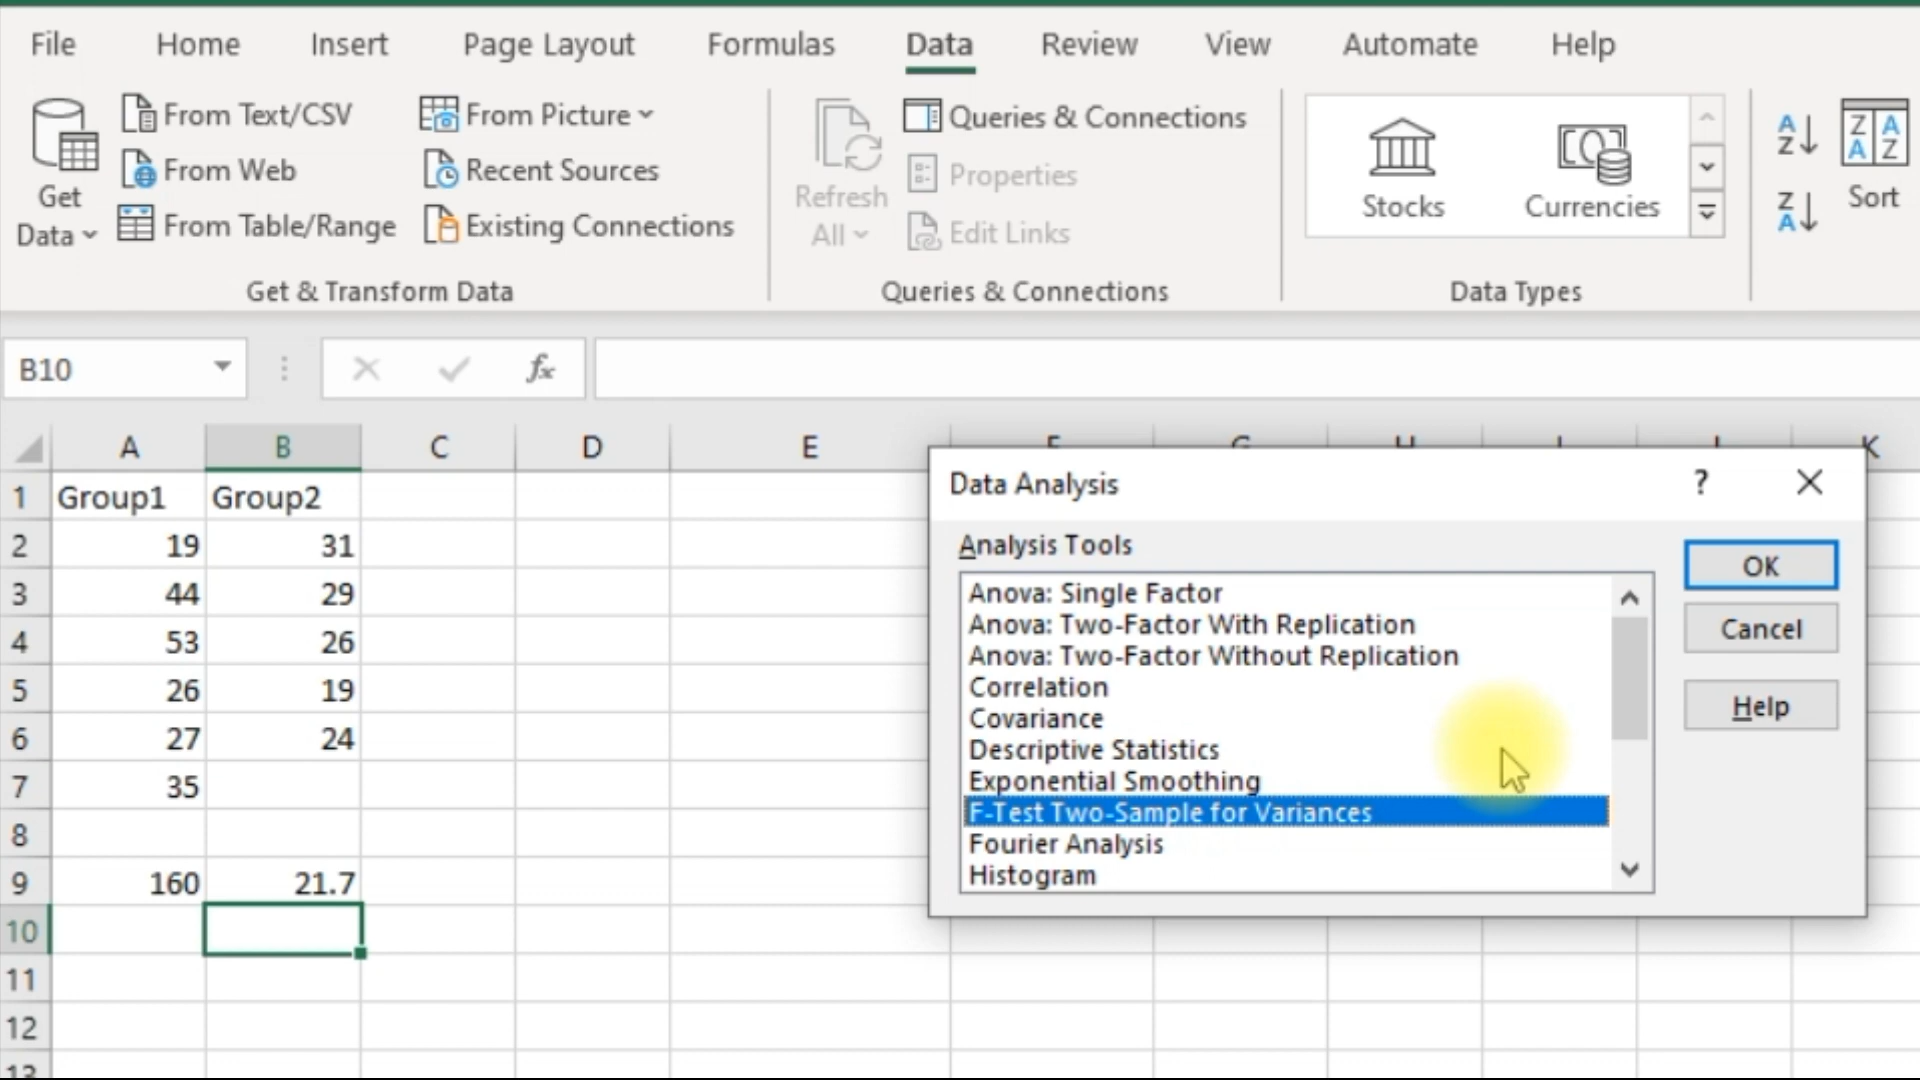 File Home Insert Page Layout Formulas Data Review View Automate Help
From Text/CSV From Picture
From Web Recent Sources
From Table/Range Existing Connections
Get
Data
Get & Transform Data
Refresh
All
Queries & Connections
Properties
Edit Links
Queries & Connections
Stocks Currencies
Data Types
A
Z
Z
A
Z A
A Z
Sort
B10
fx
A B C D E K
1 Group1 Group2
2 19 31
3 44 29
4 53 26
5 26 19
6 27 24
7 35
8
9 160 21.7
10
11
12
13
Data Analysis ?
Analysis Tools
Anova: Single Factor
Anova: Two-Factor With Replication
Anova: Two-Factor Without Replication
Correlation
Covariance
Descriptive Statistics
Exponential Smoothing
F-Test Two-Sample for Variances
Fourier Analysis
Histogram
OK
Cancel
Help